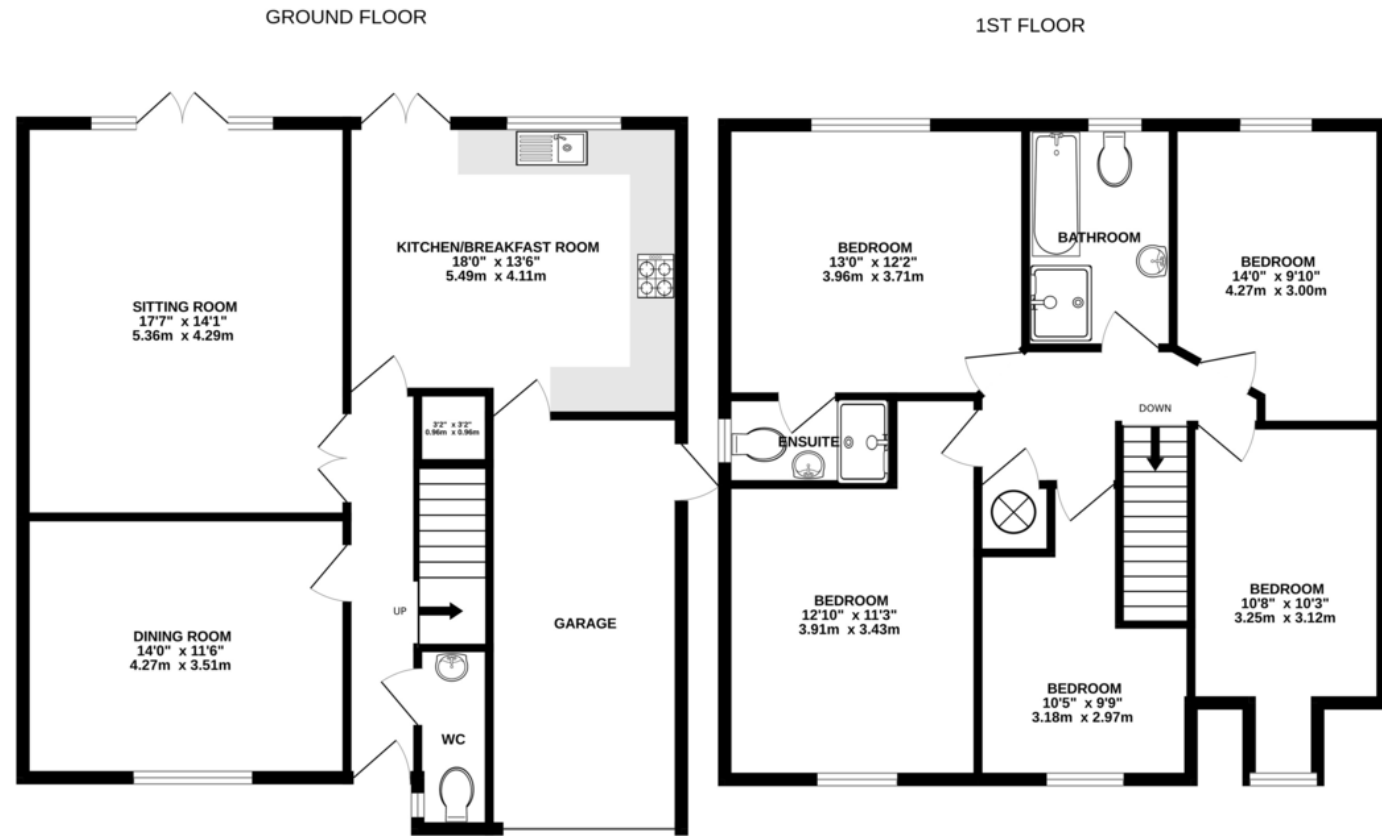 GROUND FLOOR
SITTING ROOM
17'7" x 14'1"
5.36m x 4.29m
KITCHEN/BREAKFAST ROOM
18'0" x 13'6"
5.49m x 4.11m
3'2" x 3'2"
0.96m x 0.96m
DINING ROOM
14'0" x 11'6"
4.27m x 3.51m
UP
GARAGE
WC
1ST FLOOR
BEDROOM
13'0" x 12'2"
3.96m x 3.71m
BATHROOM
BEDROOM
14'0" x 9'10"
4.27m x 3.00m
ENSUITE
DOWN
BEDROOM
12'10" x 11'3"
3.91m x 3.43m
BEDROOM
10'5" x 9'9"
3.18m x 2.97m
BEDROOM
10'8" x 10'3"
3.25m x 3.12m